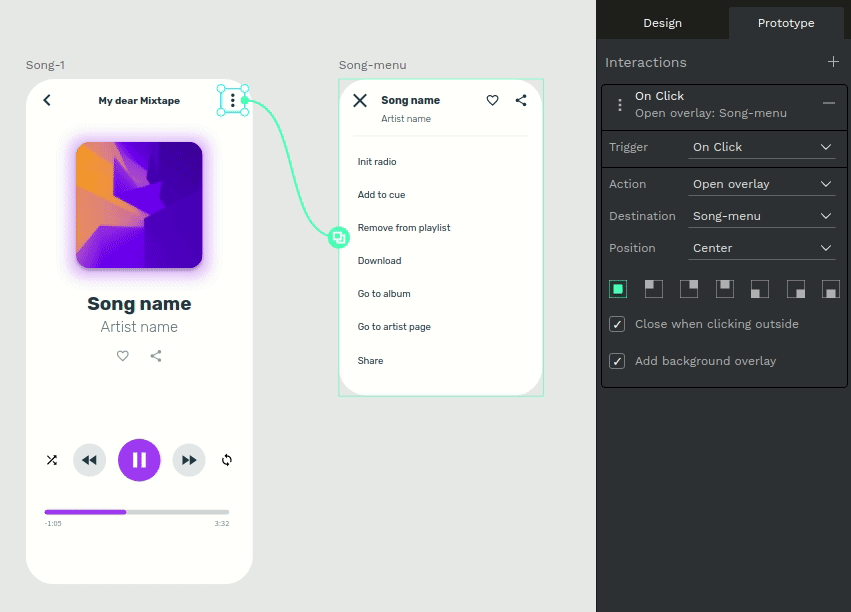 Design
Prototype
Song-1
Song-menu
Interactions
My dear Mixtape
Song name
Artist name
Song name
Artist name
-1:05
3:32
Init radio
Add to cue
Remove from playlist
Download
Go to album
Go to artist page
Share
On Click
Open overlay: Song-menu
Trigger
On Click
Action
Open overlay
Destination
Song-menu
Position
Center
Close when clicking outside
Add background overlay